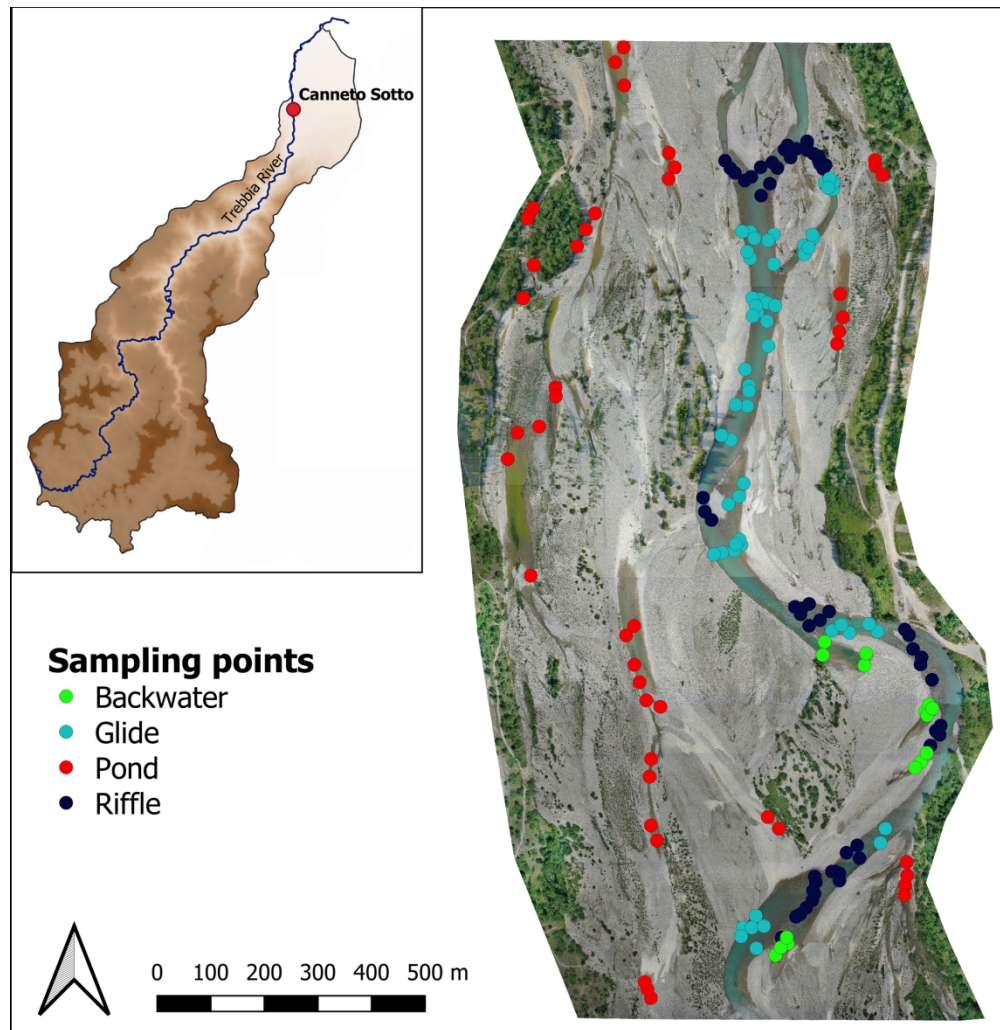 Canneto Sotto
Trebbia River
Sampling points
Backwater
Glide
Pond
Riffle
0 100 200 300 400 500 m